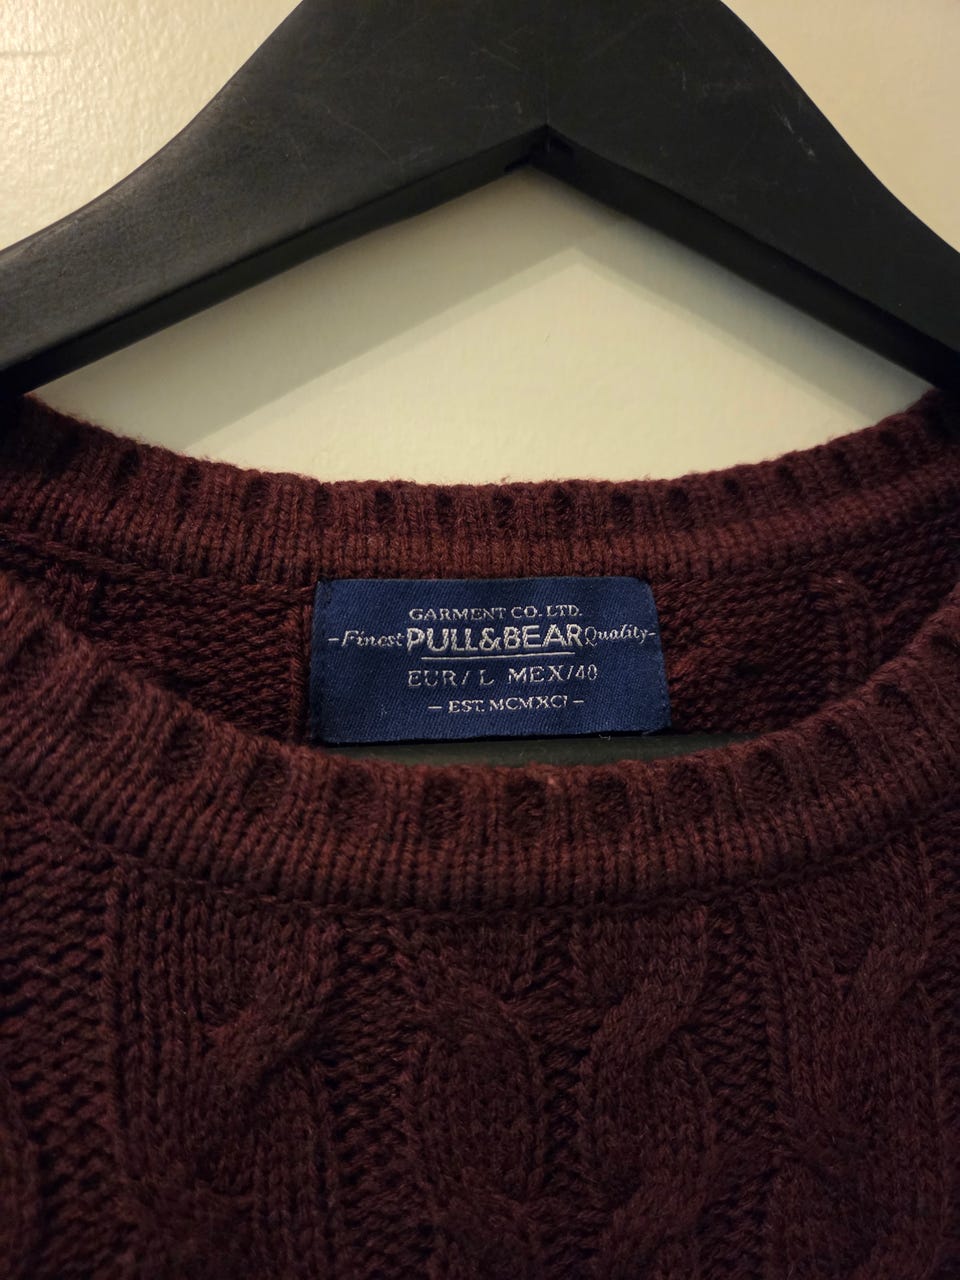 GARMENT CO. LTD.
-Finest PULL&BEAR Quality-
EUR/ L MEX/40
- EST. MCMXCI -